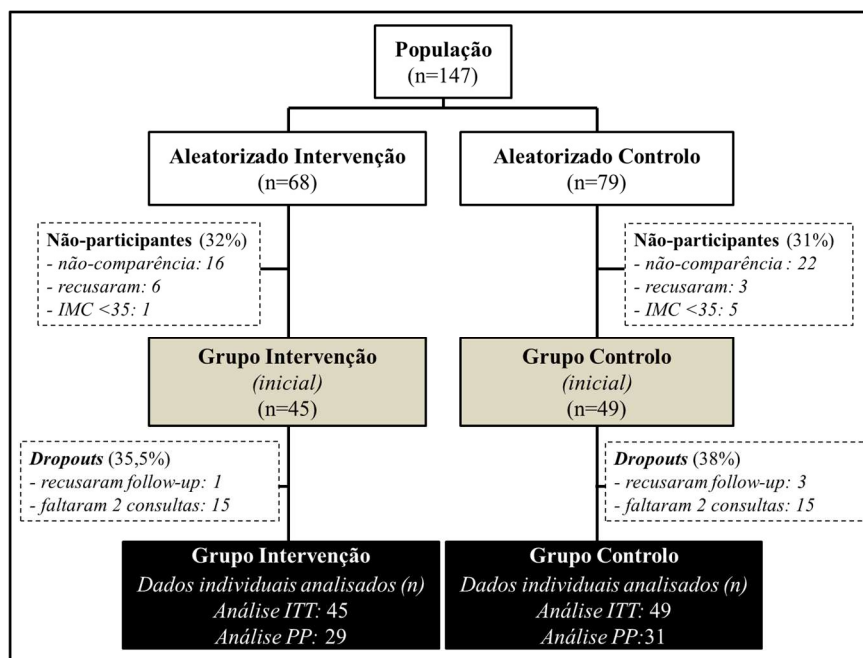 População
(n=147)
Aleatorizado Intervenção
(n=68)
Aleatorizado Controlo
(n=79)
Não-participantes (32%)
- não-comparência: 16
- recusaram: 6
- IMC <35: 1
Não-participantes (31%)
- não-comparência : 22
- recusaram: 3
- IMC <35: 5
Grupo Intervenção
(inicial)
(n=45)
Grupo Controlo
(inicial)
(n=49)
Dropouts (35,5%)
- recusaram follow-up: 1
- faltaram 2 consultas: 15
Dropouts (38%)
- recusaram follow-up: 3
- faltaram 2 consultas: 15
Grupo Intervenção
Dados individuais analisados (n)
Análise ITT: 45
Análise PP: 29
Grupo Controlo
Dados individuais analisados (n)
Análise ITT: 49
Análise PP:31